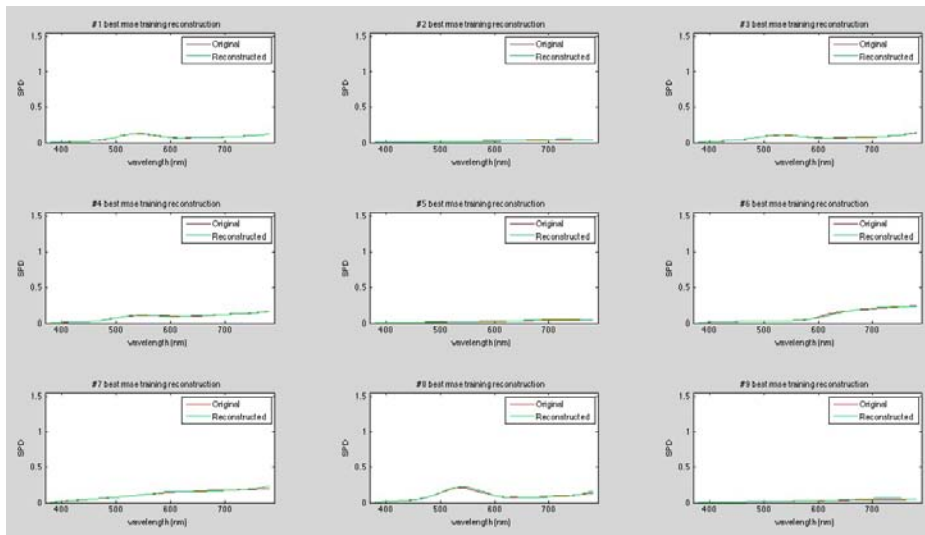 #1 best rmse training reconstruction
1.5
1
0.5
0
SPD
Original
Reconstructed
400 500 600 700
wavelength (nm)
#2 best rmse training reconstruction
1.5
1
0.5
0
SPD
Original
Reconstructed
400 500 600 700
wavelength (nm)
#3 best rmse training reconstruction
1.5
1
0.5
0
SPD
Original
Reconstructed
400 500 600 700
wavelength (nm)
#4 best rmse training reconstruction
1.5
1
0.5
0
SPD
Original
Reconstructed
400 500 600 700
wavelength (nm)
#5 best rmse training reconstruction
1.5
1
0.5
0
SPD
Original
Reconstructed
400 500 600 700
wavelength (nm)
#6 best rmse training reconstruction
1.5
1
0.5
0
SPD
Original
Reconstructed
400 500 600 700
wavelength (nm)
#7 best rmse training reconstruction
1.5
1
0.5
0
SPD
Original
Reconstructed
400 500 600 700
wavelength (nm)
#8 best rmse training reconstruction
1.5
1
0.5
0
SPD
Original
Reconstructed
400 500 600 700
wavelength (nm)
#9 best rmse training reconstruction
1.5
1
0.5
0
SPD
Original
Reconstructed
400 500 600 700
wavelength (nm)